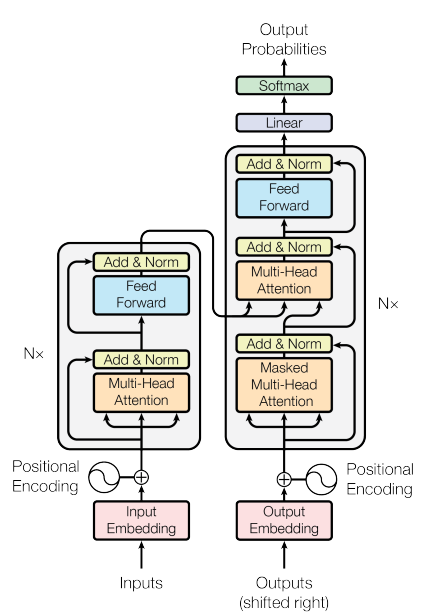 Output
Probabilities
Softmax
Linear
Add & Norm
Feed
Forward
Add & Norm
Multi-Head
Attention
Add & Norm
Masked
Multi-Head
Attention
N×
Add & Norm
Feed
Forward
Add & Norm
Multi-Head
Attention
N×
Positional
Encoding
Positional
Encoding
Input
Embedding
Output
Embedding
Inputs
Outputs
(shifted right)